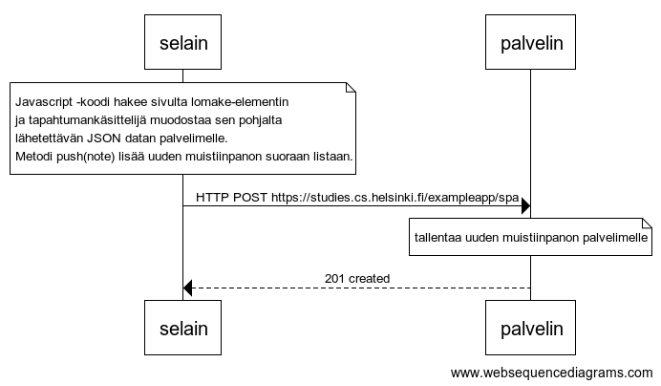 selain
palvelin
Javascript -koodi hakee sivulta lomake-elementin
ja tapahtumankäsittelijä muodostaa sen pohjalta
lähetettävän JSON datan palvelimelle.
Metodi push(note) lisää uuden muistiinpanon suoraan listaan.
HTTP POST https://studies.cs.helsinki.fi/exampleapp/spa
tallentaa uuden muistiinpanon palvelimelle
201 created
selain
palvelin
www.websequencediagrams.com